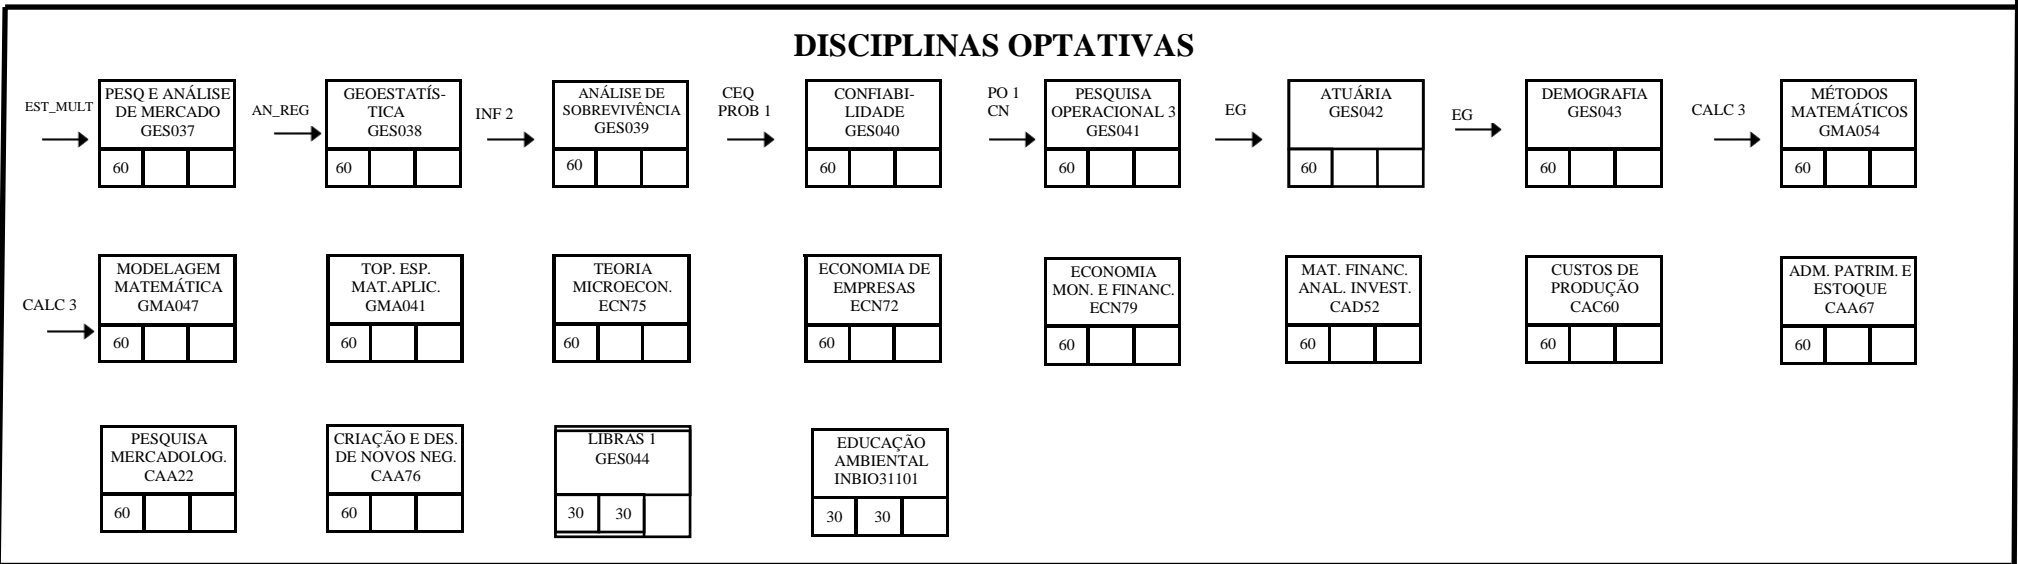 DISCIPLINAS OPTATIVAS
EST_MULT
PESQ E ANÁLISE
DE MERCADO
GES037
60
AN_REG
GEOESTATÍS-
TICA
GES038
60
INF 2
ANÁLISE DE
SOBREVIVÊNCIA
GES039
60
CEQ
PROB 1
CONFIABI-
LIDADE
GES040
60
PO 1
CN
PESQUISA
OPERACIONAL 3
GES041
60
EG
ATUÁRIA
GES042
60
EG
DEMOGRAFIA
GES043
60
CALC 3
MÉTODOS
MATEMÁTICOS
GMA054
60
CALC 3
MODELAGEM
MATEMÁTICA
GMA047
60
TOP. ESP.
MAT.APLIC.
GMA041
60
TEORIA
MICROECON.
ECN75
60
ECONOMIA DE
EMPRESAS
ECN72
60
ECONOMIA
MON. E FINANC.
ECN79
60
MAT. FINANC.
ANAL. INVEST.
CAD52
60
CUSTOS DE
PRODUÇÃO
CAC60
60
ADM. PATRIM. E
ESTOQUE
CAA67
60
PESQUISA
MERCADOLOG.
CAA22
60
CRIAÇÃO E DES.
DE NOVOS NEG.
CAA76
60
LIBRAS 1
GES044
30 30
EDUCAÇÃO
AMBIENTAL
INBIO31101
30 30